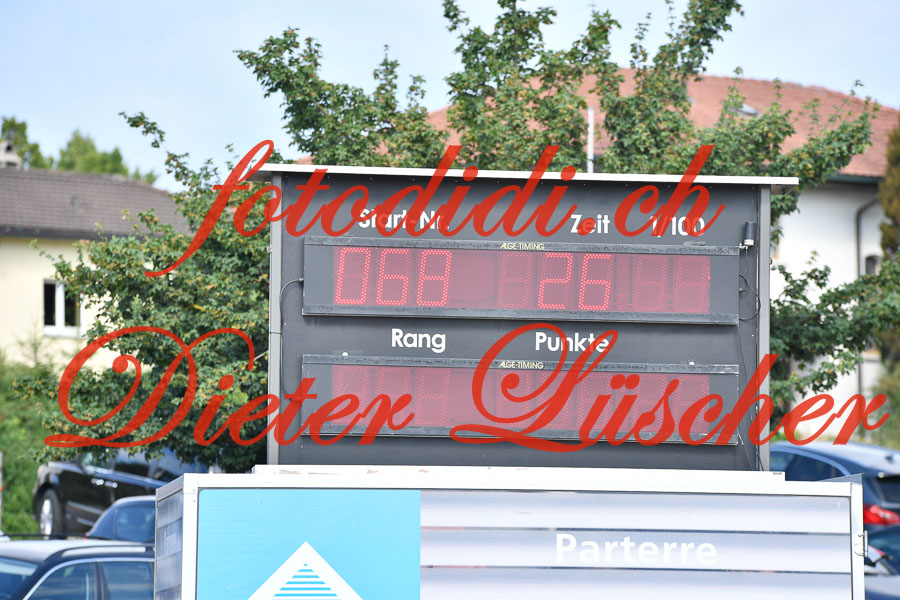 fotodidi.ch
Start-Nr. Zeit 1/100
ALGE-TIMING
068 26
Rang Punkte
ALGE-TIMING
Dieter Lüscher
Parterre